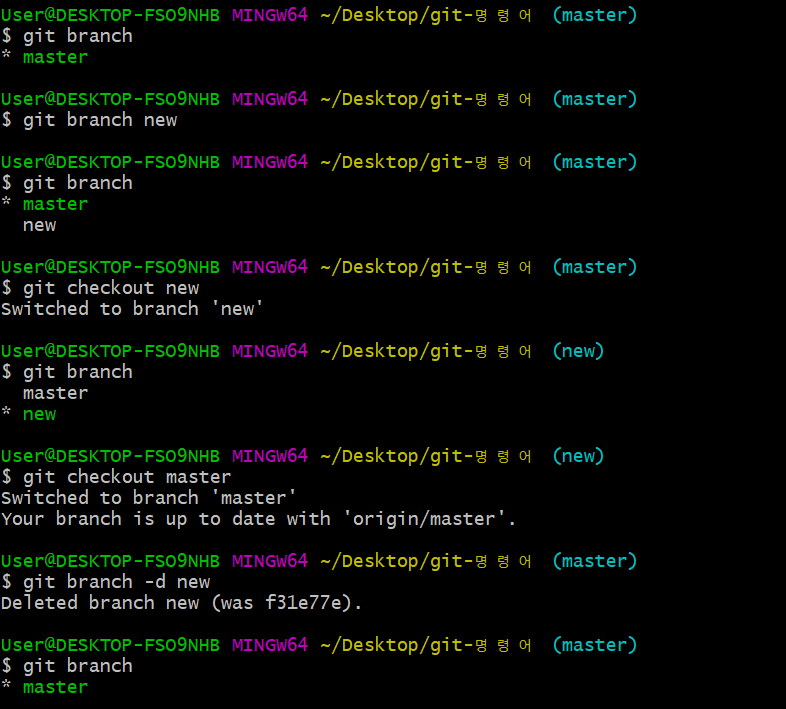 User@DESKTOP-FSO9NHB MINGW64 ~/Desktop/git-명령어 (master)
$ git branch
* master
User@DESKTOP-FSO9NHB MINGW64 ~/Desktop/git-명령어 (master)
$ git branch new
User@DESKTOP-FSO9NHB MINGW64 ~/Desktop/git-명령어 (master)
$ git branch
* master
  new
User@DESKTOP-FSO9NHB MINGW64 ~/Desktop/git-명령어 (master)
$ git checkout new
Switched to branch 'new'
User@DESKTOP-FSO9NHB MINGW64 ~/Desktop/git-명령어 (new)
$ git branch
  master
* new
User@DESKTOP-FSO9NHB MINGW64 ~/Desktop/git-명령어 (new)
$ git checkout master
Switched to branch 'master'
Your branch is up to date with 'origin/master'.
User@DESKTOP-FSO9NHB MINGW64 ~/Desktop/git-명령어 (master)
$ git branch -d new
Deleted branch new (was f31e77e).
User@DESKTOP-FSO9NHB MINGW64 ~/Desktop/git-명령어 (master)
$ git branch
* master